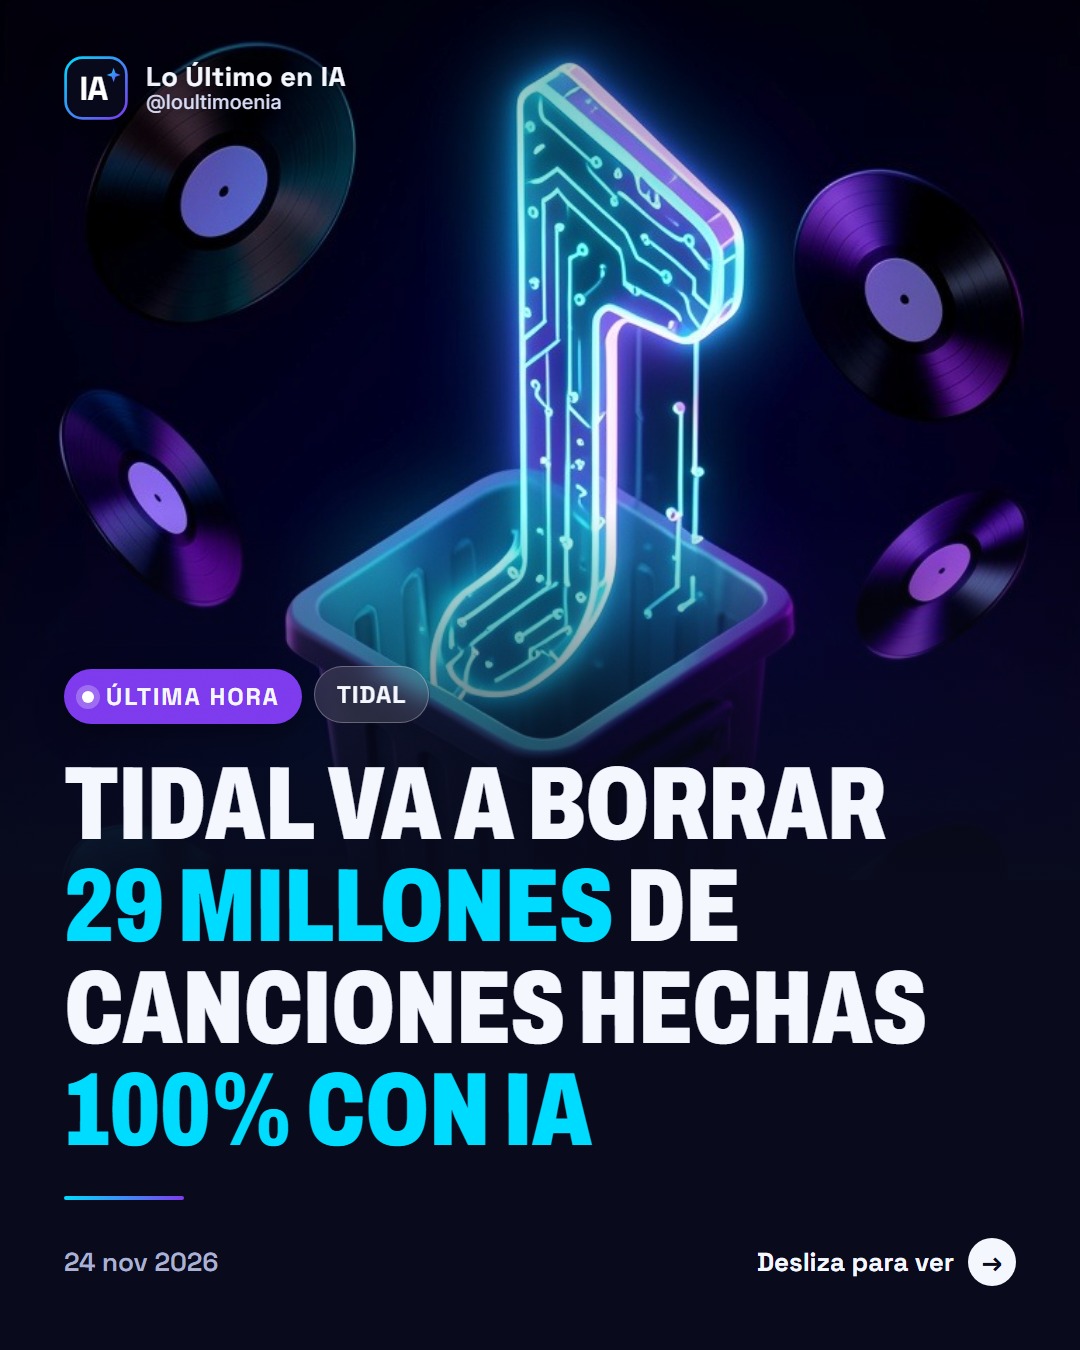 IA
Lo Último en IA
@loultimoenia
ÚLTIMA HORA
TIDAL
TIDAL VA A BORRAR
29 MILLONES DE
CANCIONES HECHAS
100% CON IA
24 nov 2026
Desliza para ver →